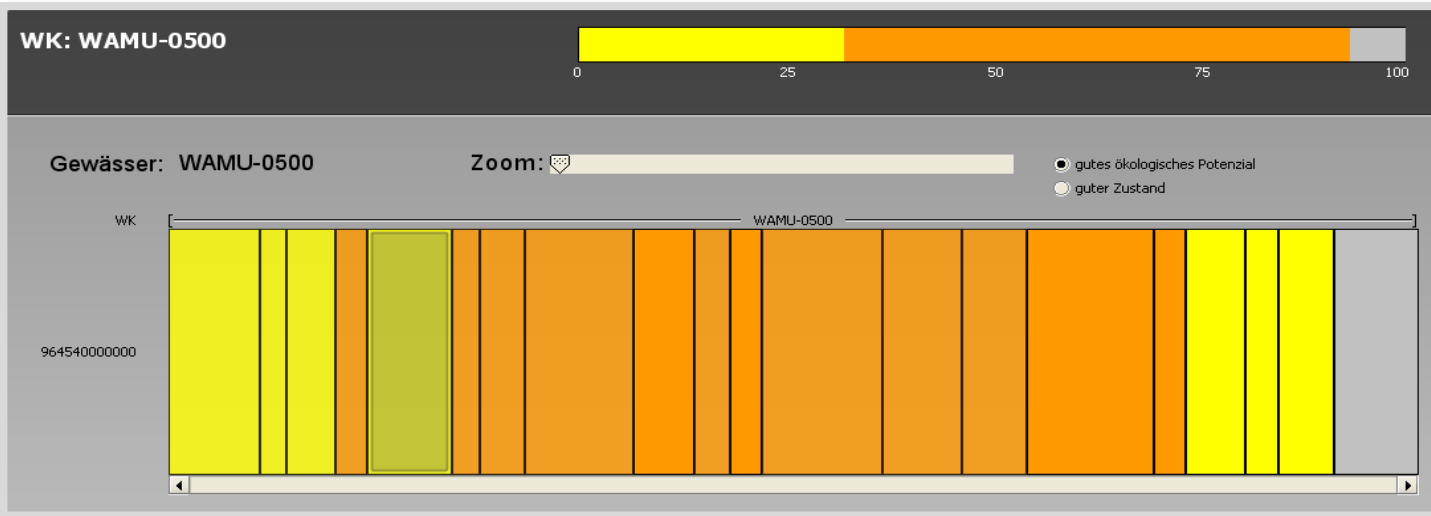 WK: WAMU-0500
0 25 50 75 100
Gewässer: WAMU-0500 Zoom:
gutes ökologisches Potenzial
guter Zustand
WK [ WAMU-0500 ]
964540000000